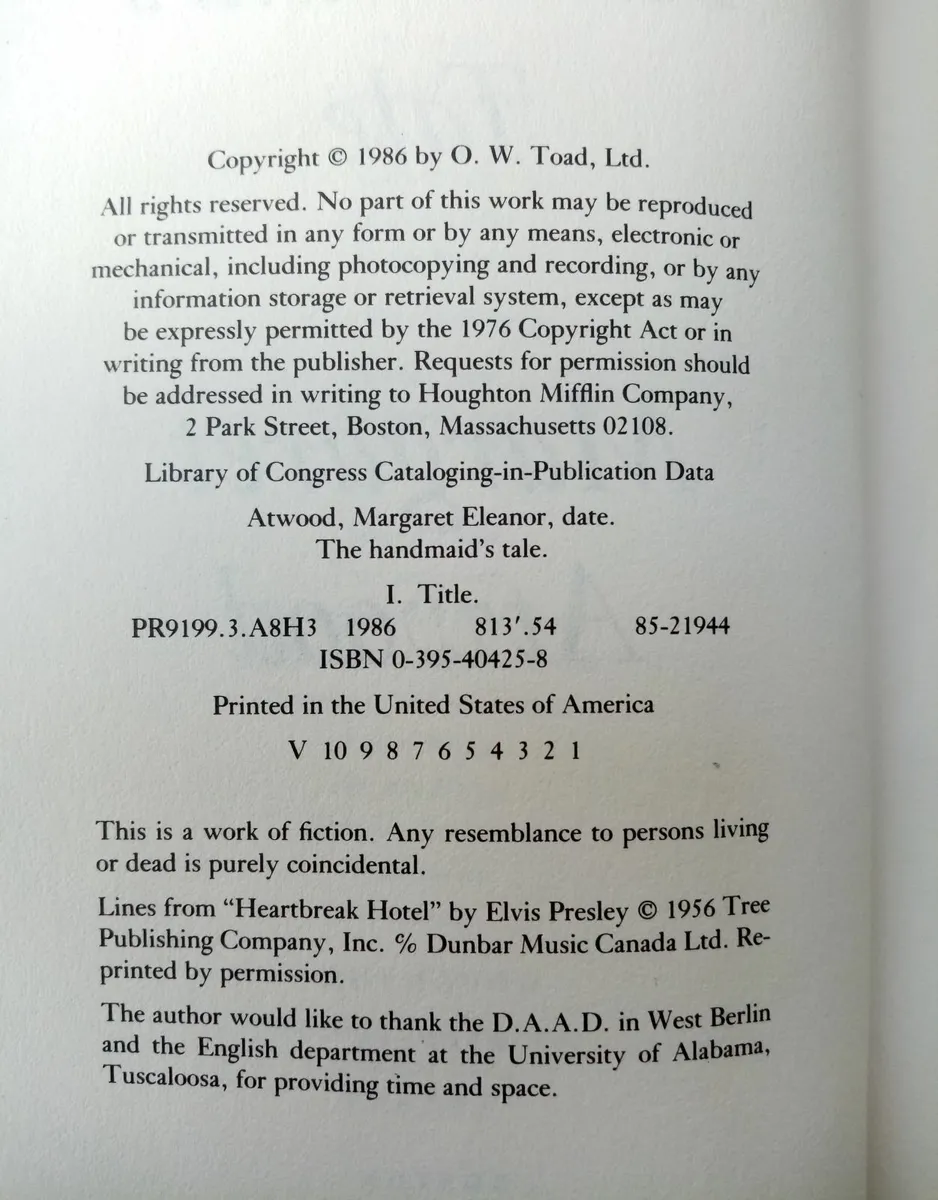 Copyright © 1986 by O. W. Toad, Ltd.
All rights reserved. No part of this work may be reproduced
or transmitted in any form or by any means, electronic or
mechanical, including photocopying and recording, or by any
information storage or retrieval system, except as may
be expressly permitted by the 1976 Copyright Act or in
writing from the publisher. Requests for permission should
be addressed in writing to Houghton Mifflin Company,
2 Park Street, Boston, Massachusetts 02108.
Library of Congress Cataloging-in-Publication Data
Atwood, Margaret Eleanor, date.
The handmaid's tale.
I. Title.
PR9199.3.A8H3 1986 813′.54 85-21944
ISBN 0-395-40425-8
Printed in the United States of America
V 10 9 8 7 6 5 4 3 2 1
This is a work of fiction. Any resemblance to persons living
or dead is purely coincidental.
Lines from “Heartbreak Hotel” by Elvis Presley © 1956 Tree
Publishing Company, Inc. ℅ Dunbar Music Canada Ltd. Re-
printed by permission.
The author would like to thank the D.A.A.D. in West Berlin
and the English department at the University of Alabama,
Tuscaloosa, for providing time and space.